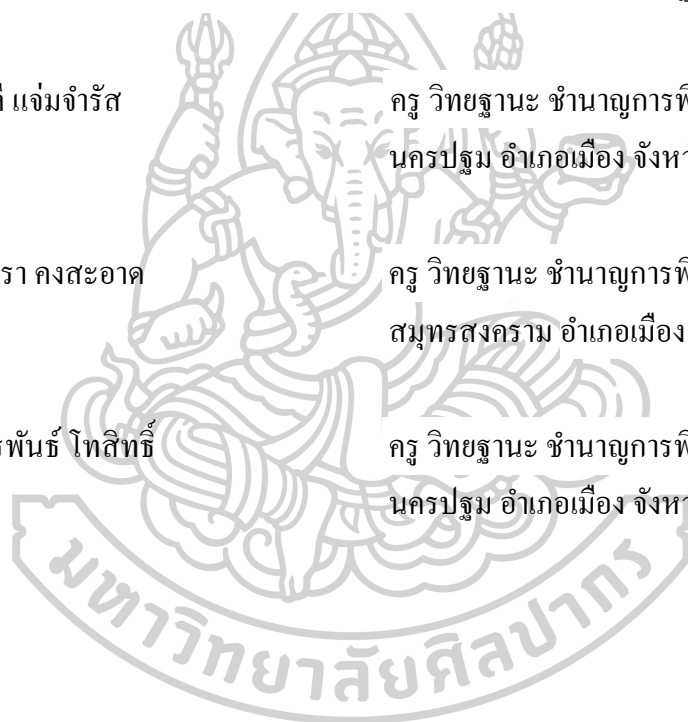 แจ่มจำรัส ครู วิทยฐานะ ชำนาญการพิ
นครปฐม อำเภอเมือง จังห
รา คงสะอาด ครู วิทยฐานะ ชำนาญการพิ
สมุทรสงคราม อำเภอเมือง
รพันธ์ โทสิทธิ์ ครู วิทยฐานะ ชำนาญการพิ
นครปฐม อำเภอเมือง จังห
มหาวิทยาลัยศิลปากร